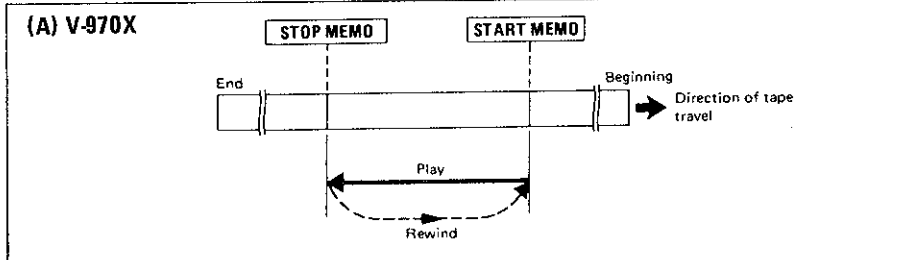 (A) V-970X
STOP MEMO
START MEMO
End
Beginning
Direction of tape
travel
Play
Rewind